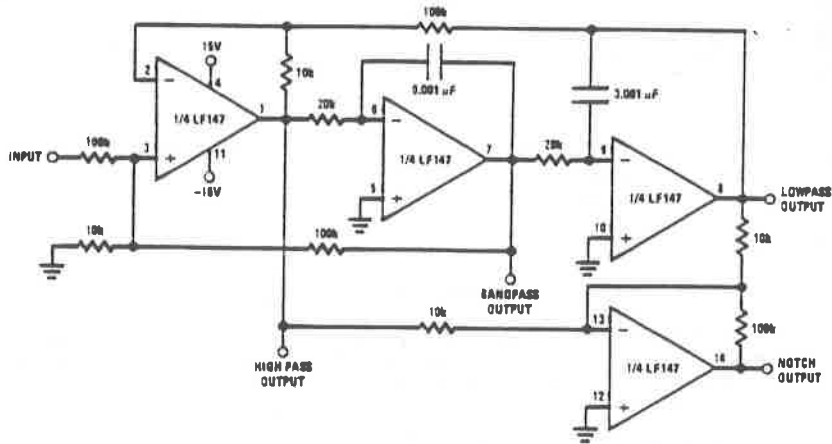 100k
15V
2
−
4
10k
0.001 µF
1/4 LF147
1
20k
6
−
3.001 µF
INPUT
100k
3
+
11
−15V
1/4 LF147
7
20k
9
−
5
+
1/4 LF147
8
LOWPASS
OUTPUT
10k
100k
10
+
10k
BANDPASS
OUTPUT
10k
13
−
100k
HIGH PASS
OUTPUT
1/4 LF147
14
NOTCH
OUTPUT
12
+